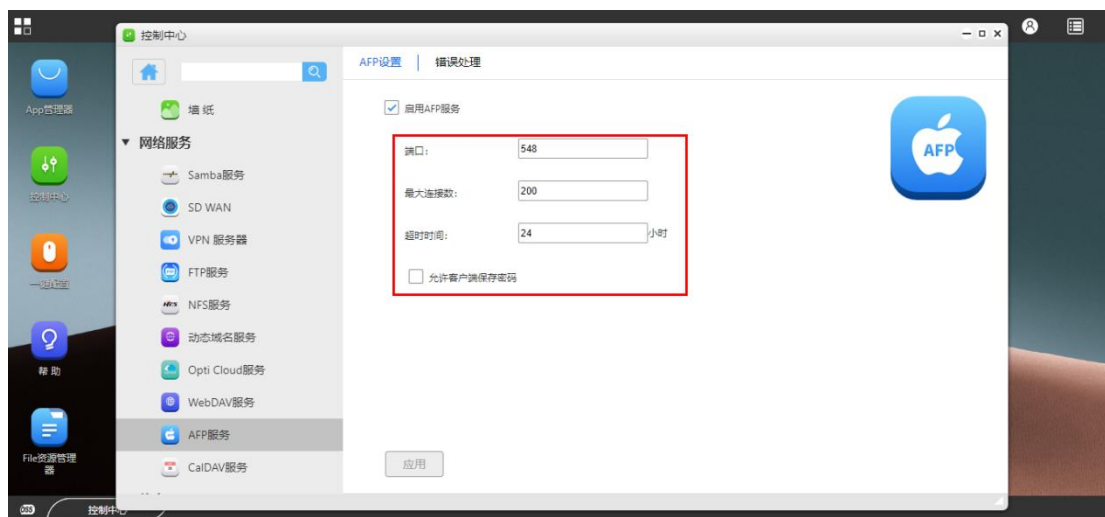 控制中心
AFP设置 | 错误处理
App管理器
墙纸
启用AFP服务
AFP
网络服务
端口: 548
Samba服务
控制中心
最大连接数: 200
SD WAN
VPN 服务器
超时时间: 24 小时
FTP服务
允许客户端保存密码
一键配置
NFS服务
动态域名服务
帮 助
Opti Cloud服务
WebDAV服务
AFP服务
File资源管理
器
CalDAV服务
应用
控制中心